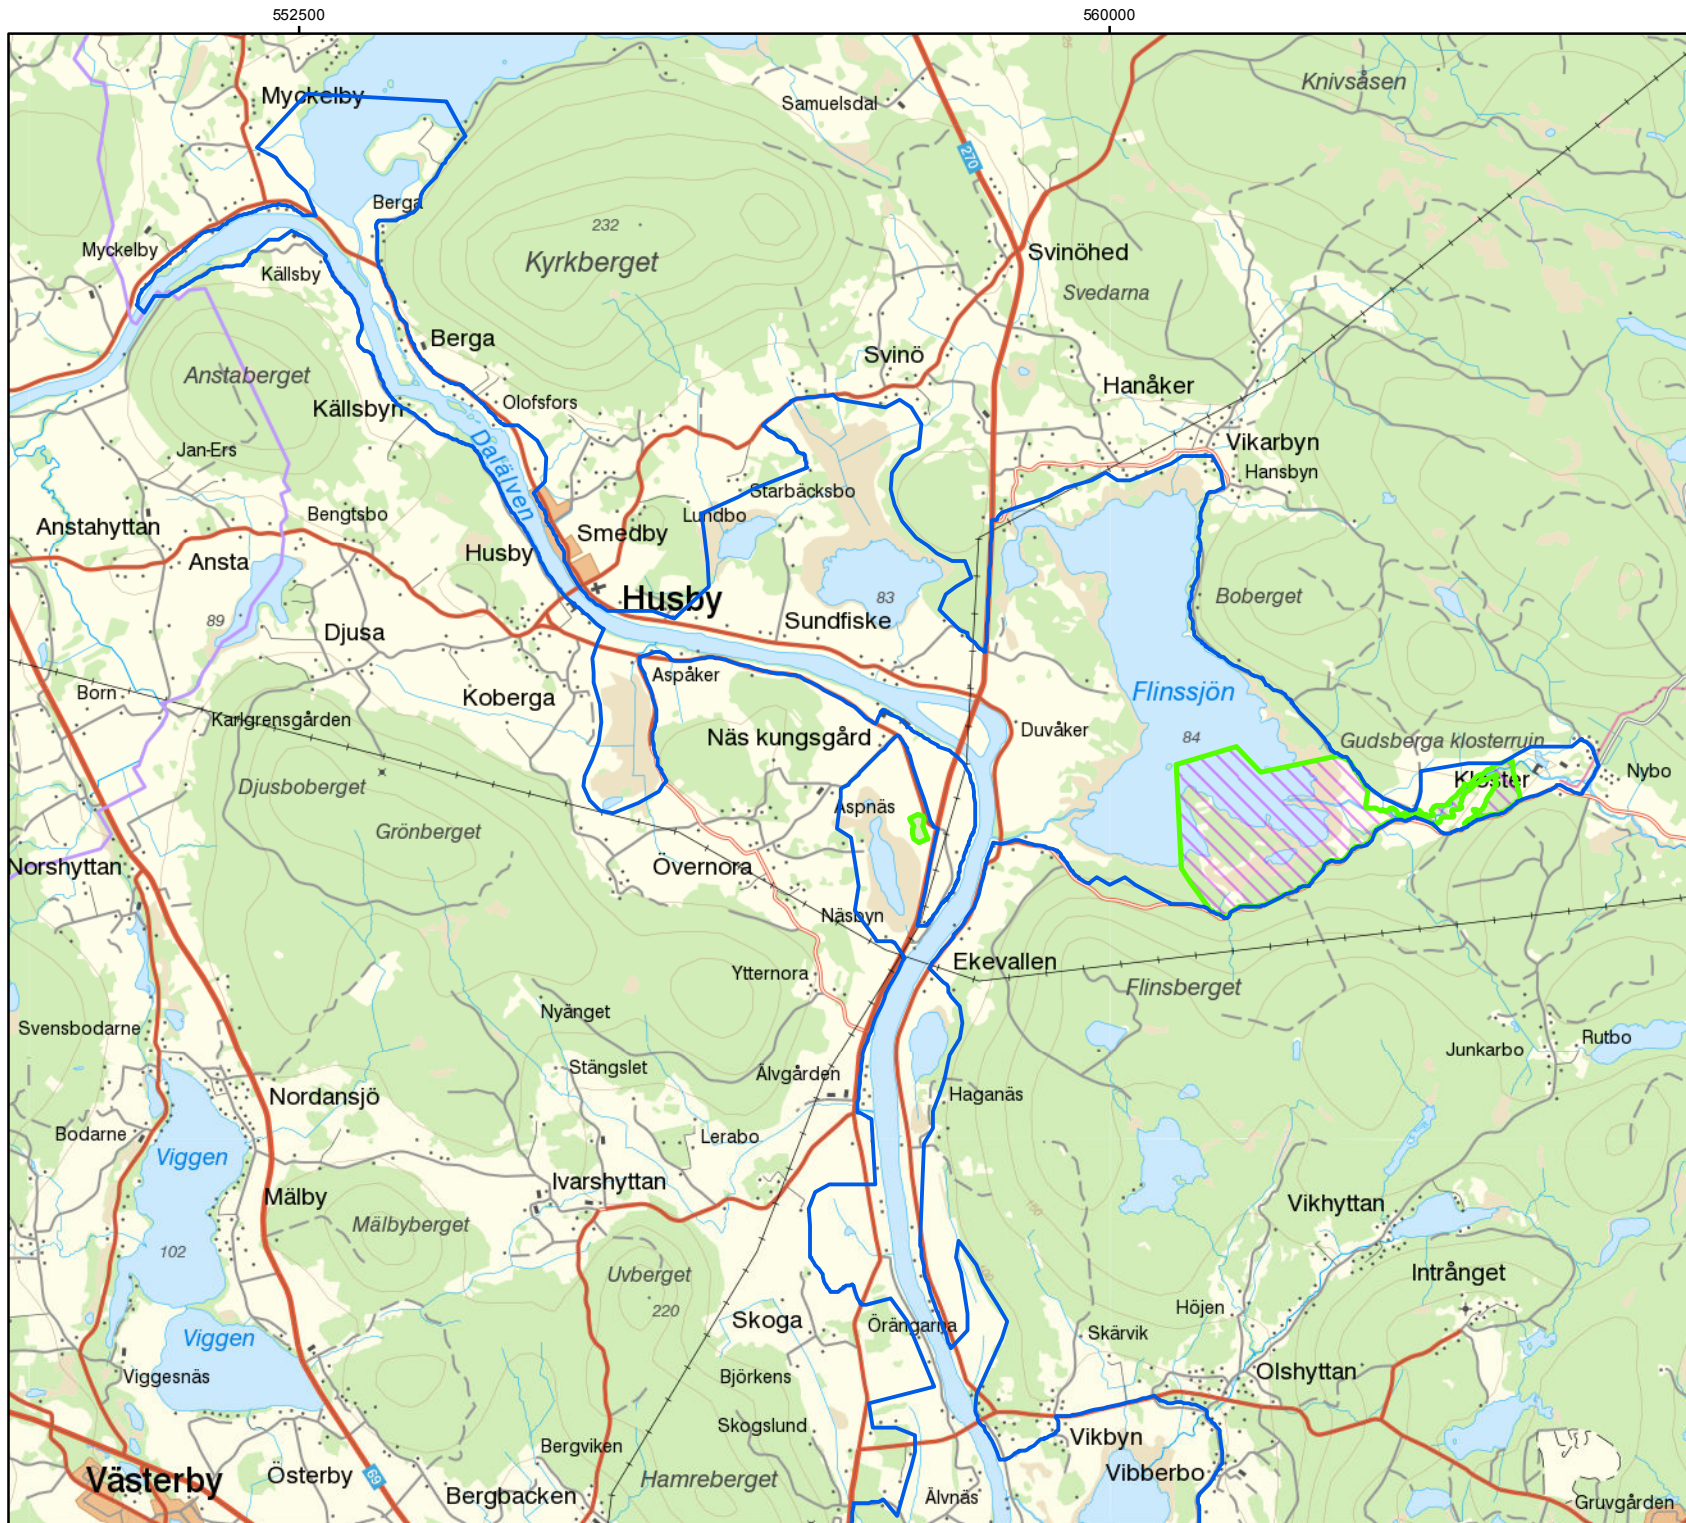 552500
560000
Knivsåsen
Myckelby
Samuelsdal
270
Berga
232
Kyrkberget
Myckelby
Källsby
Svinöhed
Svedarna
Berga
Svinö
Anstaberget
Hanåker
Källsbyn
Olofsfors
Jan-Ers
Dalälven
Vikarbyn
Hansbyn
Starbäcksbo
Lundbo
Bengtsbo
Anstahyttan
Smedby
Husby
Ansta
Husby
83
Boberget
89
Djusa
Sundfiske
Aspåker
Flinssjön
Born
Koberga
Karlgrensgården
Näs kungsgård
Duvåker
84
Gudsberga klosterruin
Kloster
Nybo
Djusboberget
Aspnäs
Grönberget
Norshyttan
Övernora
Näsbyn
Ekevallen
Ytternora
Flinsberget
Nyänget
Svensbodarne
Rutbo
Junkarbo
Stängslet
Älvgården
Nordansjö
Haganäs
Bodarne
Lerabo
Viggen
Ivarshyttan
Mälby
Vikhyttan
Mälbyberget
102
Uvberget
Intrånget
220
Höjen
Skoga
Örängarna
Skärvik
Viggen
Viggesnäs
Björkens
Olshyttan
Skogslund
Vikbyn
Bergviken
Västerby
Österby
69
Hamreberget
Vibberbo
Bergbacken
Älvnäs
Gruvgården